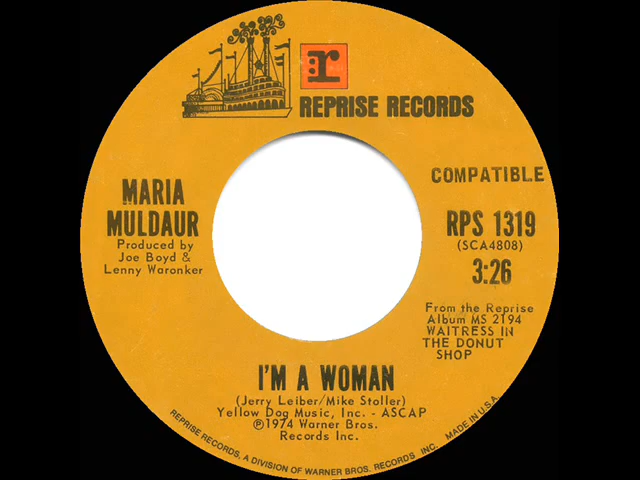 r
REPRISE RECORDS
COMPATIBLE
MARIA
MULDAUR
Produced by
Joe Boyd &
Lenny Waronker
RPS 1319
(SCA4808)
3:26
From the Reprise
Album MS 2194
WAITRESS IN
THE DONUT
SHOP
I'M A WOMAN
(Jerry Leiber/Mike Stoller)
Yellow Dog Music, Inc. - ASCAP
℗1974 Warner Bros.
Records Inc.
REPRISE RECORDS, A DIVISION OF WARNER BROS. RECORDS INC. MADE IN U.S.A.